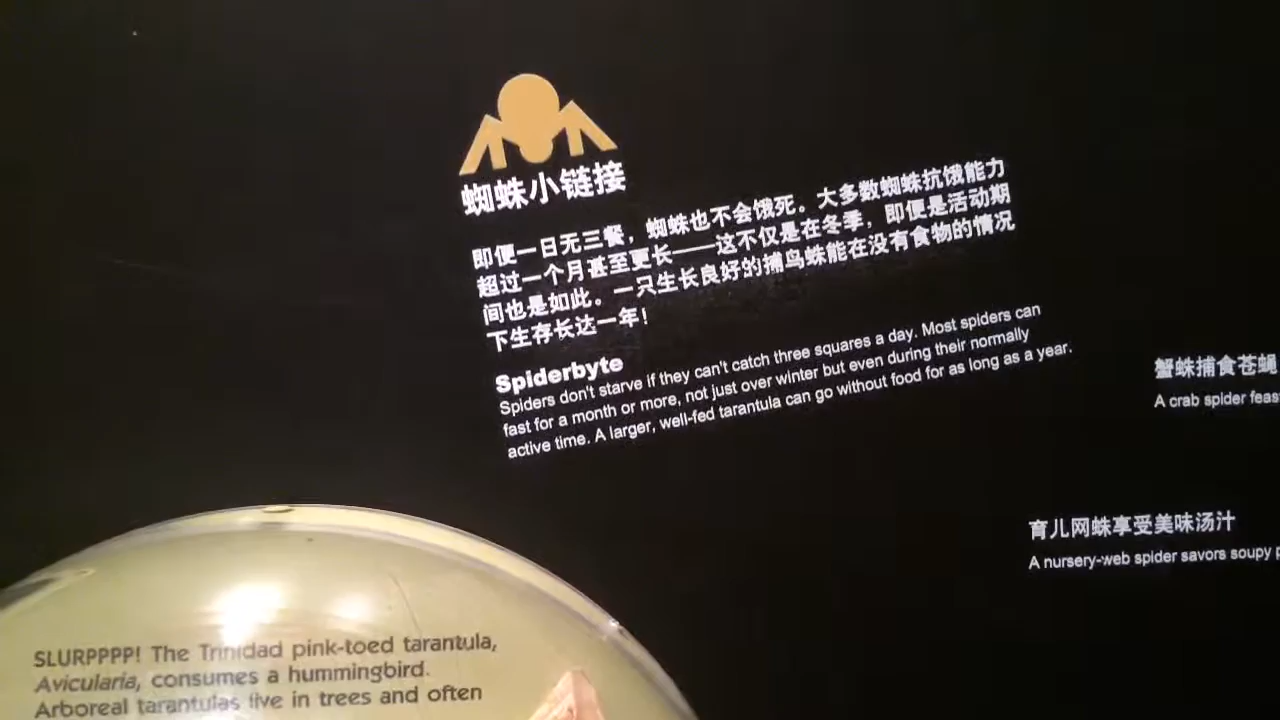 蜘蛛小链接
即便一日无三餐，蜘蛛也不会饿死。大多数蜘蛛抗饿能力
超过一个月甚至更长——这不仅是在冬季，即便是活动期
间也是如此。一只生长良好的捕鸟蛛能在没有食物的情况
下生存长达一年！
Spiderbyte
Spiders don't starve if they can't catch three squares a day. Most spiders can
fast for a month or more, not just over winter but even during their normally
active time. A larger, well-fed tarantula can go without food for as long as a year.
蟹蛛捕食苍蝇
A crab spider feas
育儿网蛛享受美味汤汁
A nursery-web spider savors soupy
SLURPPPP! The Trinidad pink-toed tarantula,
Avicularia, consumes a hummingbird.
Arboreal tarantulas live in trees and often